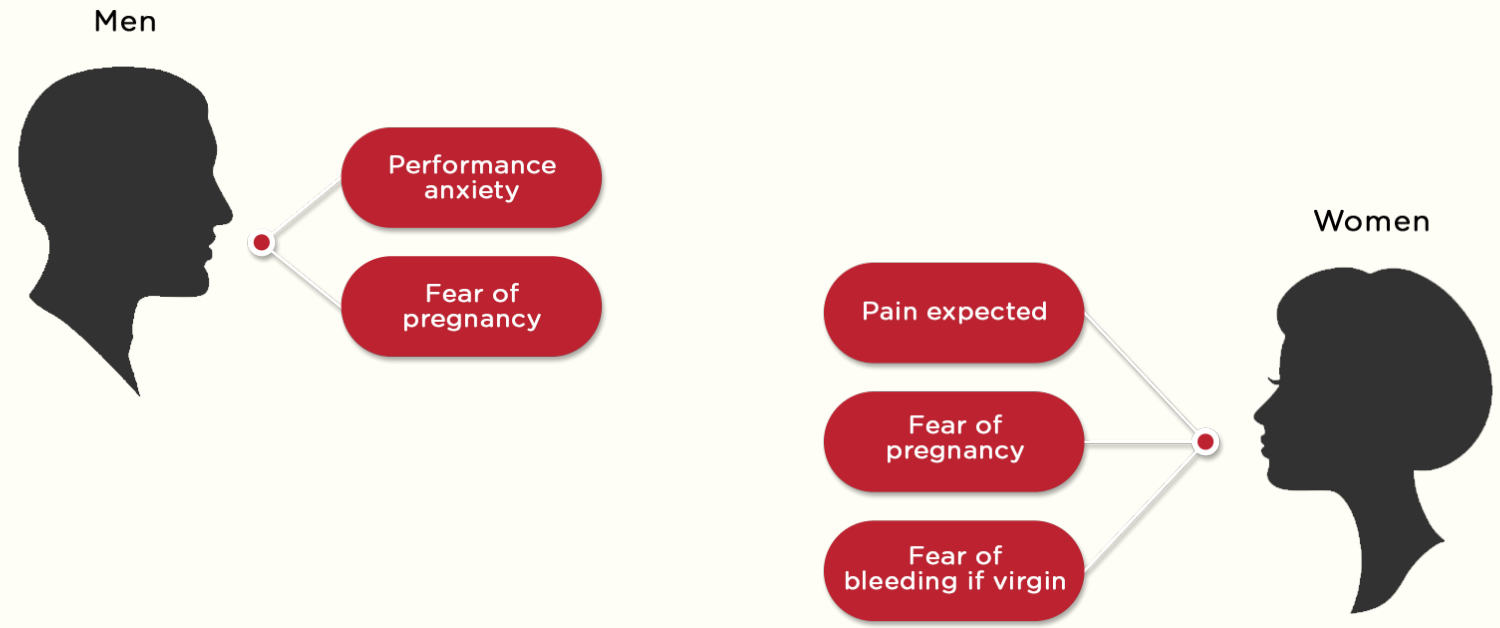 Men
Performance
anxiety
Fear of
pregnancy
Women
Pain expected
Fear of
pregnancy
Fear of
bleeding if virgin